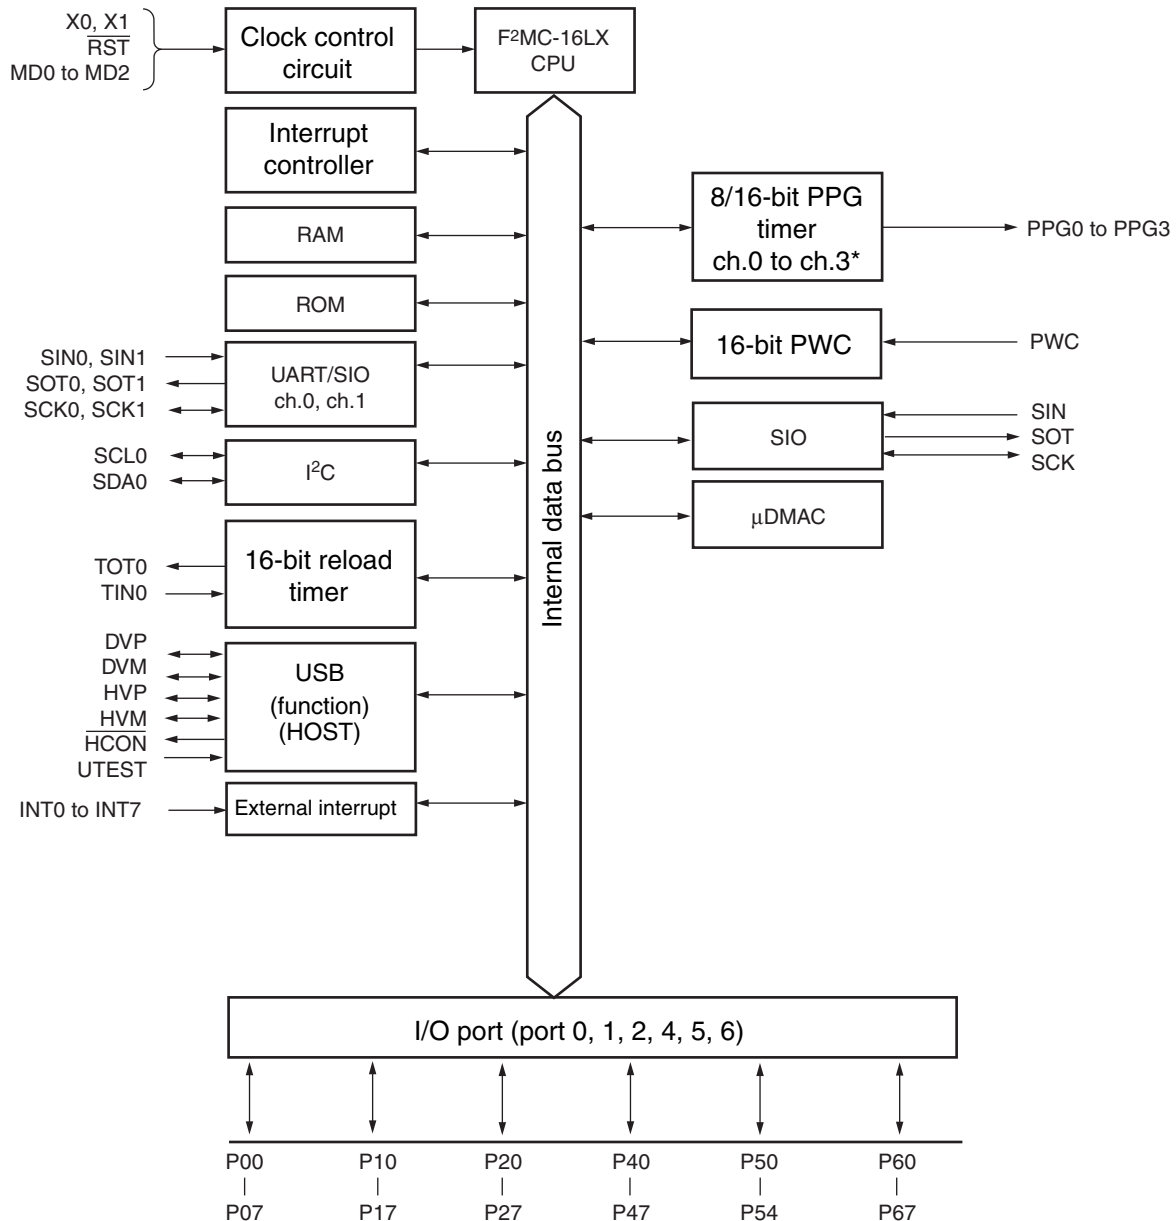 X0, X1
RST
MD0 to MD2
Clock control
circuit
F²MC-16LX
CPU
Interrupt
controller
RAM
ROM
SIN0, SIN1
SOT0, SOT1
SCK0, SCK1
UART/SIO
ch.0, ch.1
SCL0
SDA0
I²C
TOT0
TIN0
16-bit reload
timer
DVP
DVM
HVP
HVM
HCON
UTEST
USB
(function)
(HOST)
INT0 to INT7
External interrupt
Internal data bus
8/16-bit PPG
timer
ch.0 to ch.3*
PPG0 to PPG3
16-bit PWC
PWC
SIO
SIN
SOT
SCK
μDMAC
I/O port (port 0, 1, 2, 4, 5, 6)
P00 P10 P20 P40 P50 P60
P07 P17 P27 P47 P54 P67